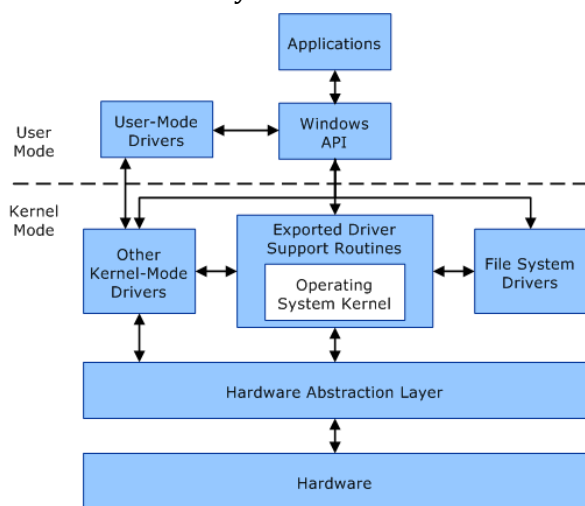 Applications
User-Mode
Drivers
Windows
API
User
Mode
Kernel
Mode
Other
Kernel-Mode
Drivers
Exported Driver
Support Routines
Operating
System Kernel
File System
Drivers
Hardware Abstraction Layer
Hardware